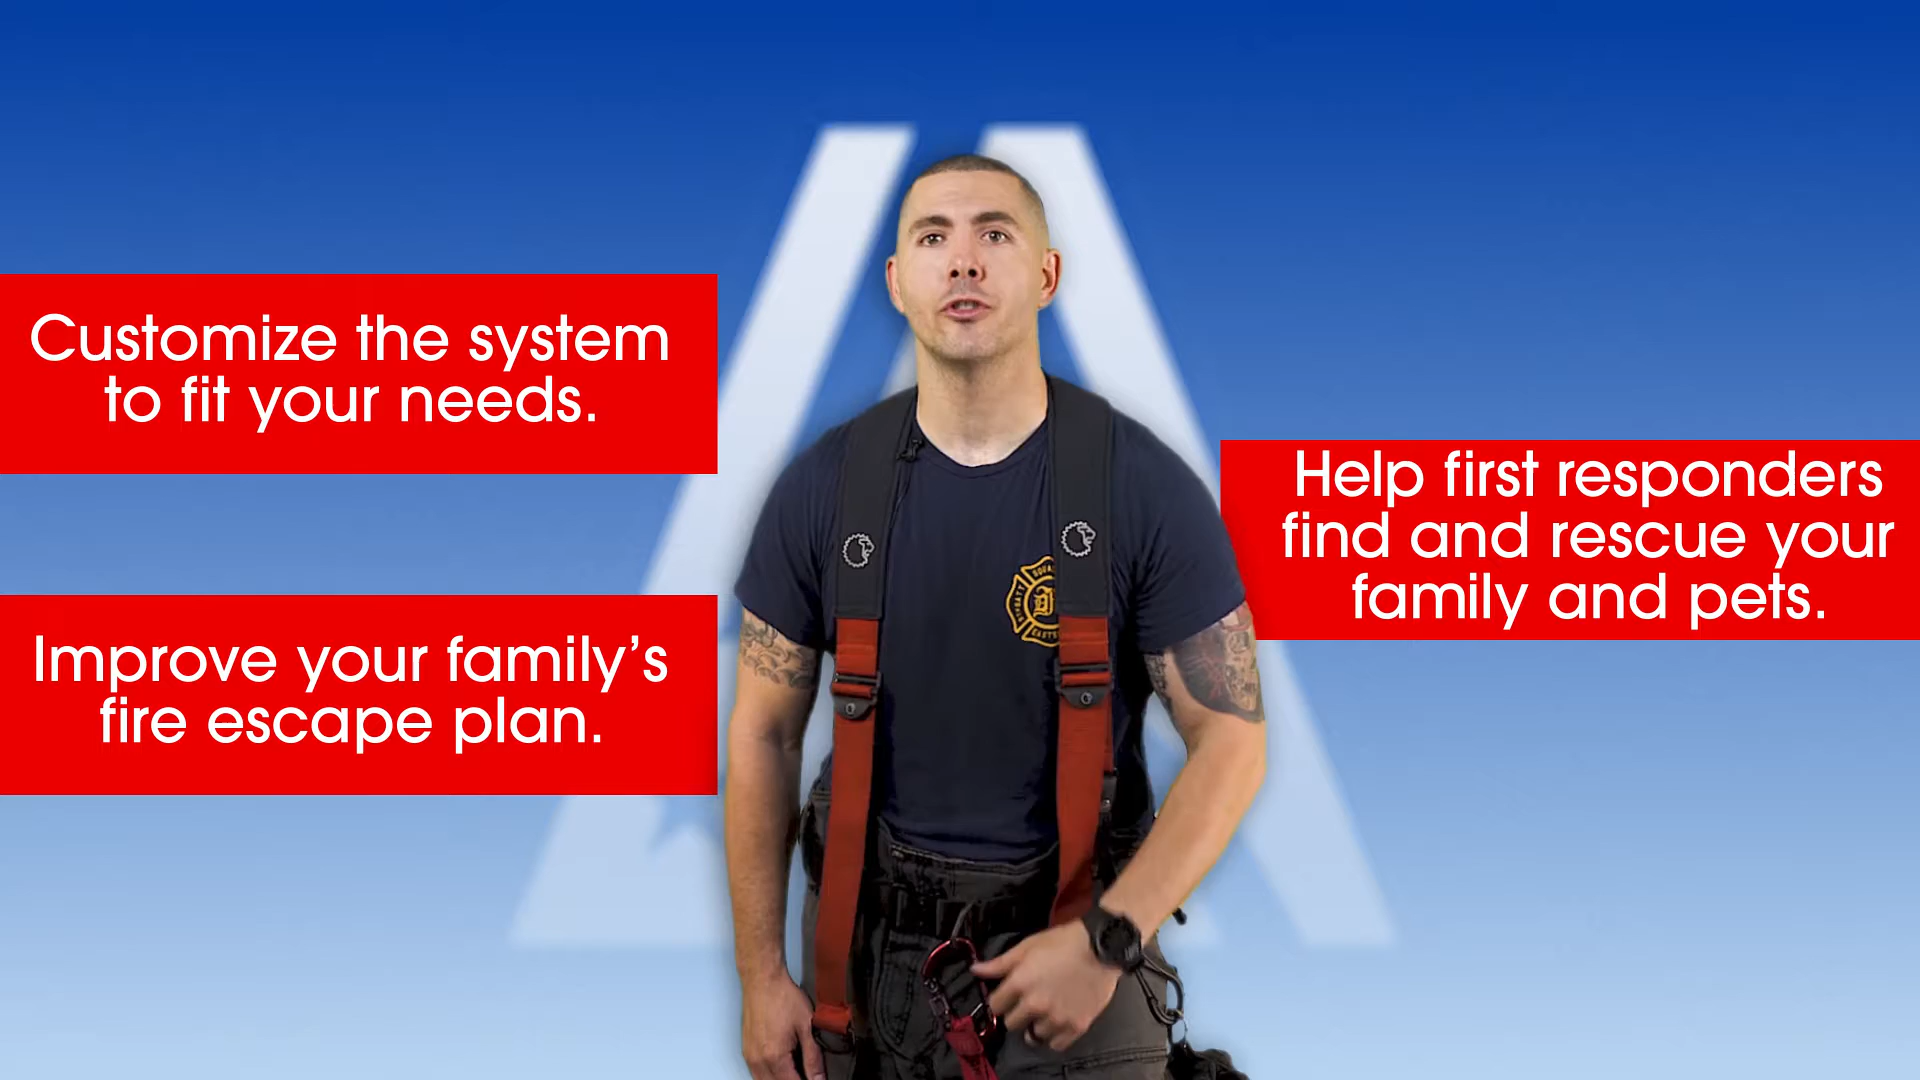 Customize the system
to fit your needs.
Improve your family’s
fire escape plan.
Help first responders
find and rescue your
family and pets.